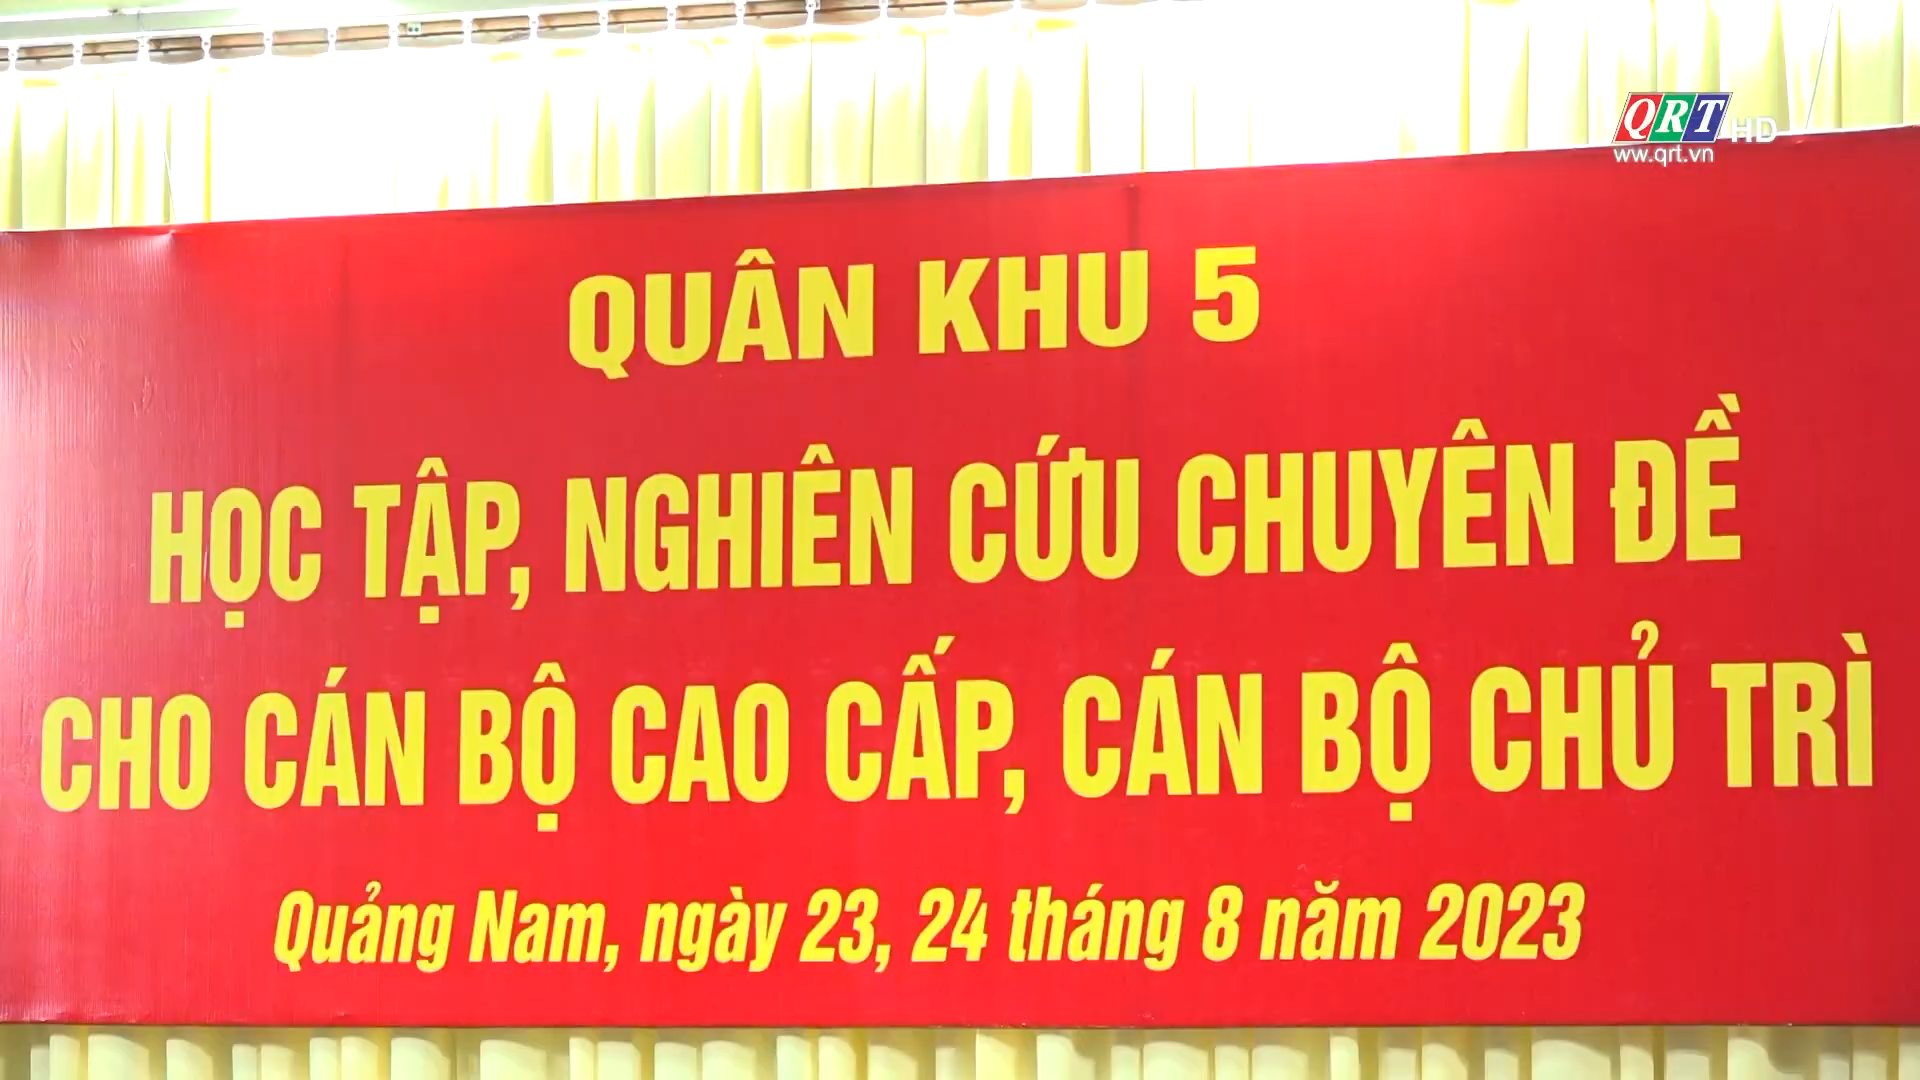 QRT HD
ww.qrt.vn
QUÂN KHU 5
HỌC TẬP, NGHIÊN CỨU CHUYÊN ĐỀ
CHO CÁN BỘ CAO CẤP, CÁN BỘ CHỦ TRÌ
Quảng Nam, ngày 23, 24 tháng 8 năm 2023